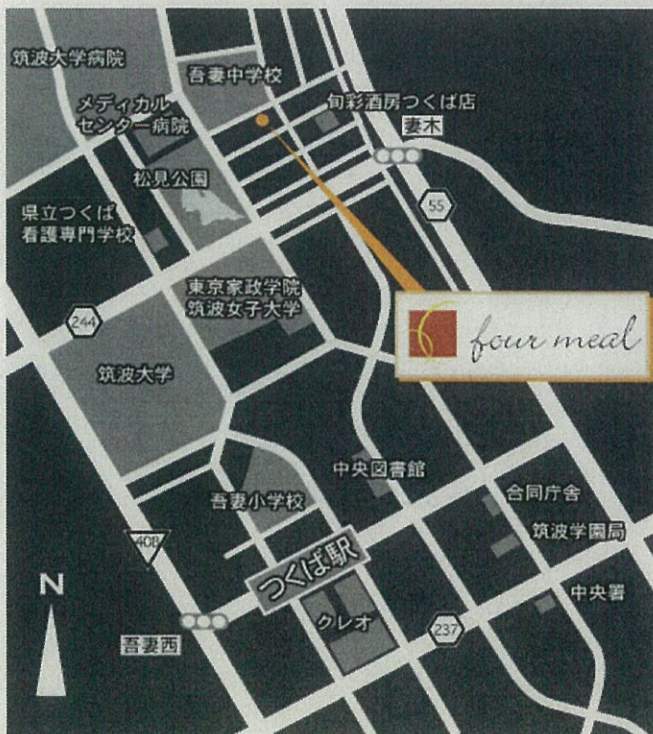 筑波大学病院
吾妻中学校
メディカル
センター病院
旬彩酒房つくば店
妻木
松見公園
県立つくば
看護専門学校
55
東京家政学院
筑波女子大学
244
four meal
筑波大学
中央図書館
合同庁舎
吾妻小学校
筑波学園局
408
つくば駅
N
中央署
クレオ
237
吾妻西